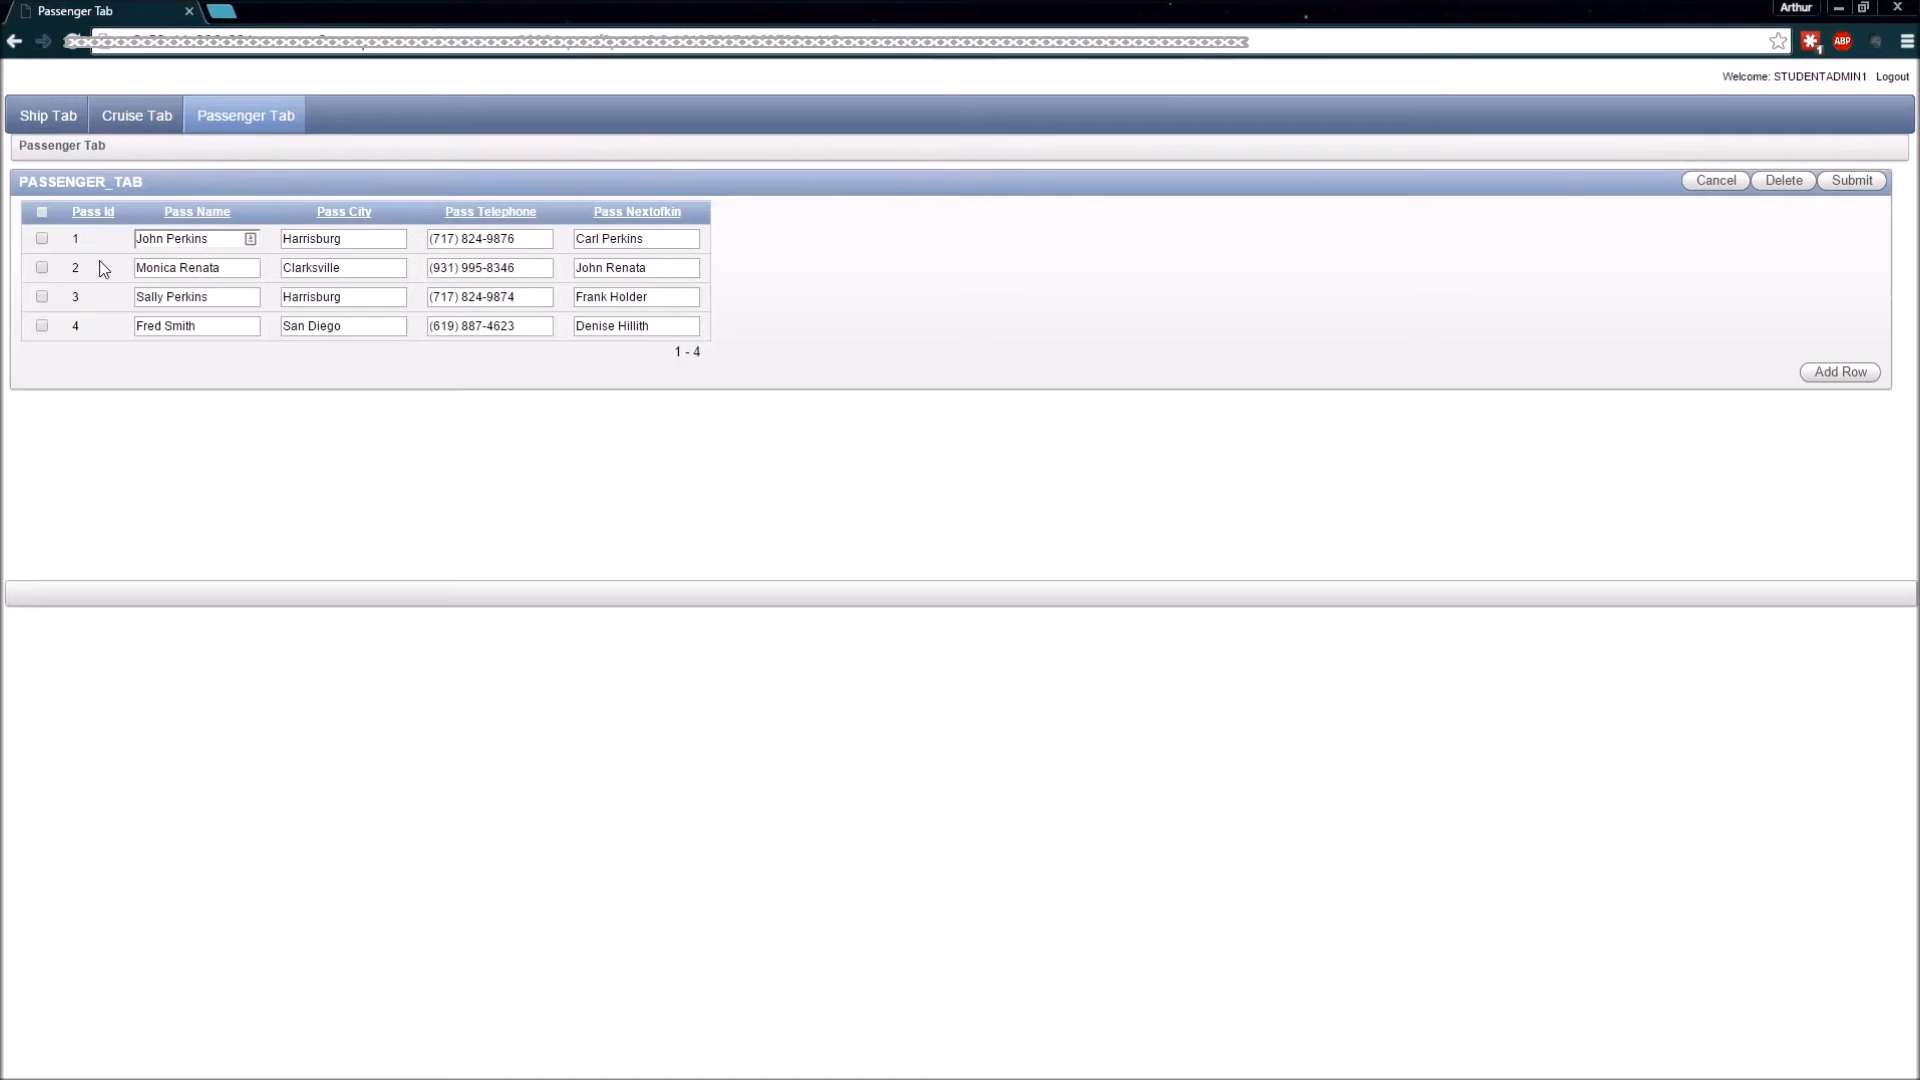 Passenger Tab
Arthur
ABP
1
Welcome: STUDENTADMIN1 Logout
Ship Tab Cruise Tab Passenger Tab
Passenger Tab
PASSENGER_TAB Cancel Delete Submit
Pass Id Pass Name Pass City Pass Telephone Pass Nextofkin
1 John Perkins Harrisburg (717) 824-9876 Carl Perkins
2 Monica Renata Clarksville (931) 995-8346 John Renata
3 Sally Perkins Harrisburg (717) 824-9874 Frank Holder
4 Fred Smith San Diego (619) 887-4623 Denise Hillith
1 - 4
Add Row